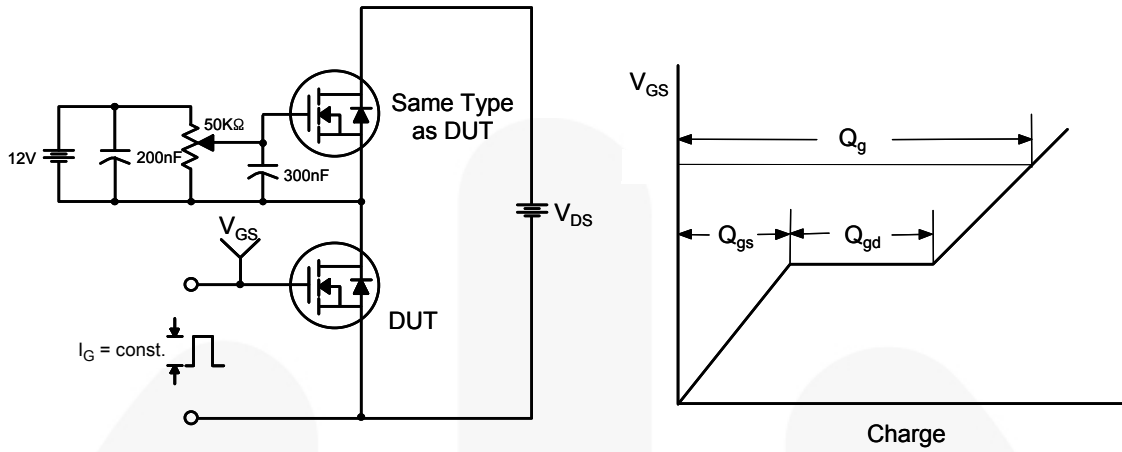 12V
200nF
50KΩ
300nF
Same Type
as DUT
V_DS
V_GS
DUT
I_G = const.
V_GS
Q_g
Q_gs
Q_gd
Charge